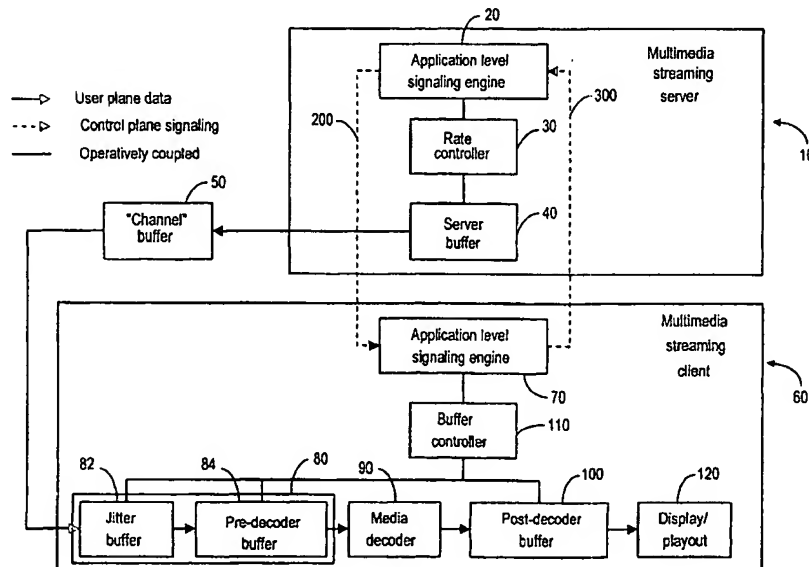 20
Application level
signaling engine
Multimedia
streaming
server
User plane data
Control plane signaling
Operatively coupled
200
300
30
Rate
controller
50
"Channel"
buffer
40
Server
buffer
Application level
signaling engine
70
Multimedia
streaming
client
60
Buffer
controller
110
82
84
80
90
100
120
Jitter
buffer
Pre-decoder
buffer
Media
decoder
Post-decoder
buffer
Display/
playout